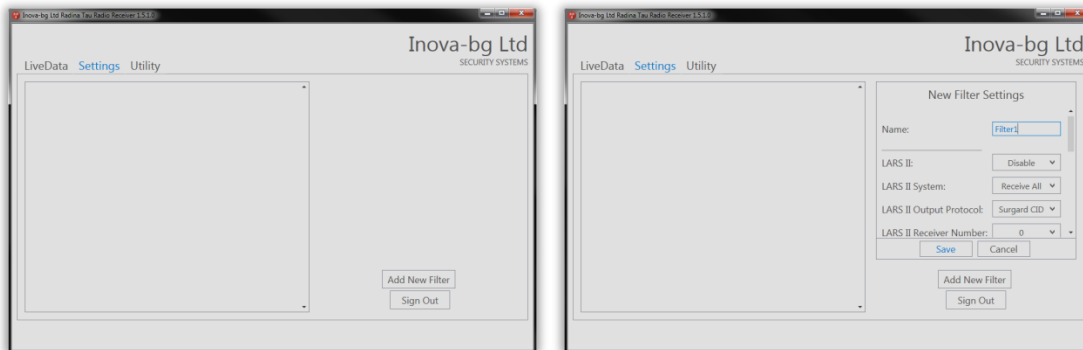 Inova-bg Ltd Radina Tau Radio Receiver 1.5.1.0
Inova-bg Ltd
SECURITY SYSTEMS
LiveData Settings Utility
Add New Filter
Sign Out
Inova-bg Ltd Radina Tau Radio Receiver 1.5.1.0
Inova-bg Ltd
SECURITY SYSTEMS
LiveData Settings Utility
New Filter Settings
Name: Filter1
LARS II: Disable
LARS II System: Receive All
LARS II Output Protocol: Surgard CID
LARS II Receiver Number: 0
Save Cancel
Add New Filter
Sign Out